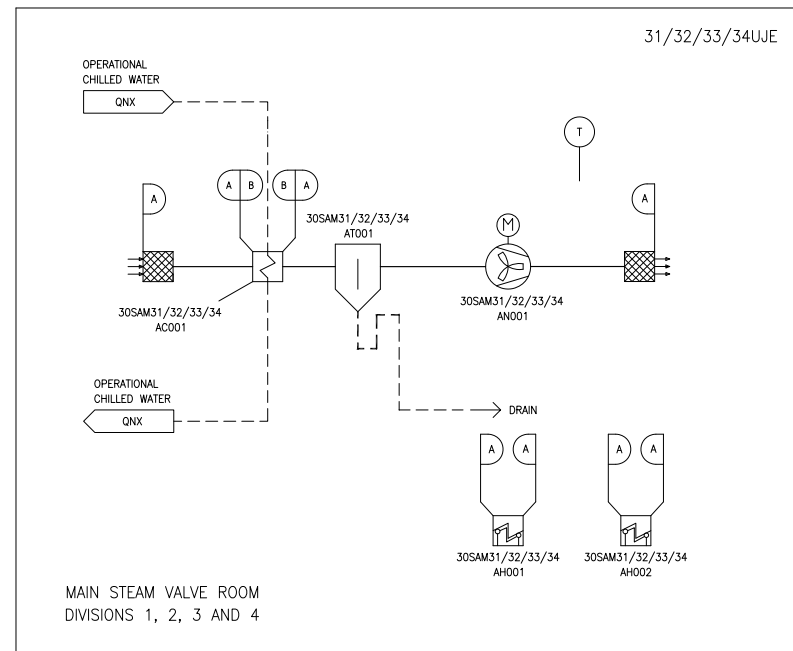 31/32/33/34UJE
OPERATIONAL
CHILLED WATER
QNX
T
A
A
B
B
A
A
30SAM31/32/33/34
AT001
M
30SAM31/32/33/34
AC001
30SAM31/32/33/34
AN001
OPERATIONAL
CHILLED WATER
QNX
DRAIN
A
A
A
A
30SAM31/32/33/34
AH001
30SAM31/32/33/34
AH002
MAIN STEAM VALVE ROOM
DIVISIONS 1, 2, 3 AND 4